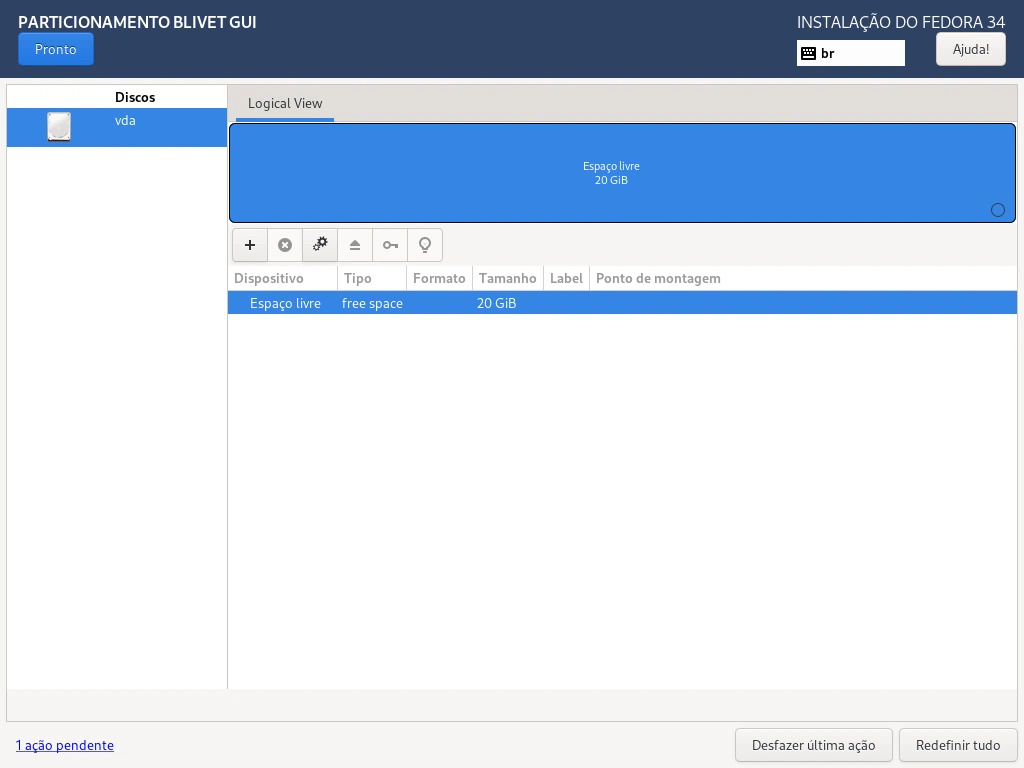 PARTICIONAMENTO BLIVET GUI
INSTALAÇÃO DO FEDORA 34
Pronto
br
Ajuda!
Discos
vda
Logical View
Espaço livre
20 GiB
Dispositivo Tipo Formato Tamanho Label Ponto de montagem
Espaço livre free space 20 GiB
1 ação pendente
Desfazer última ação
Redefinir tudo